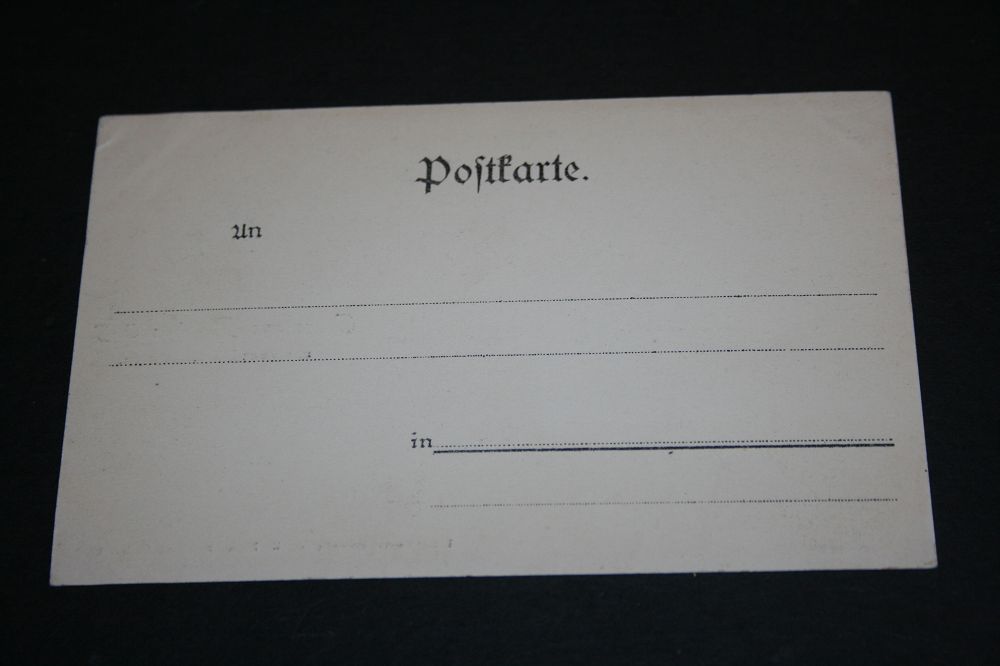 Postkarte.
An
in